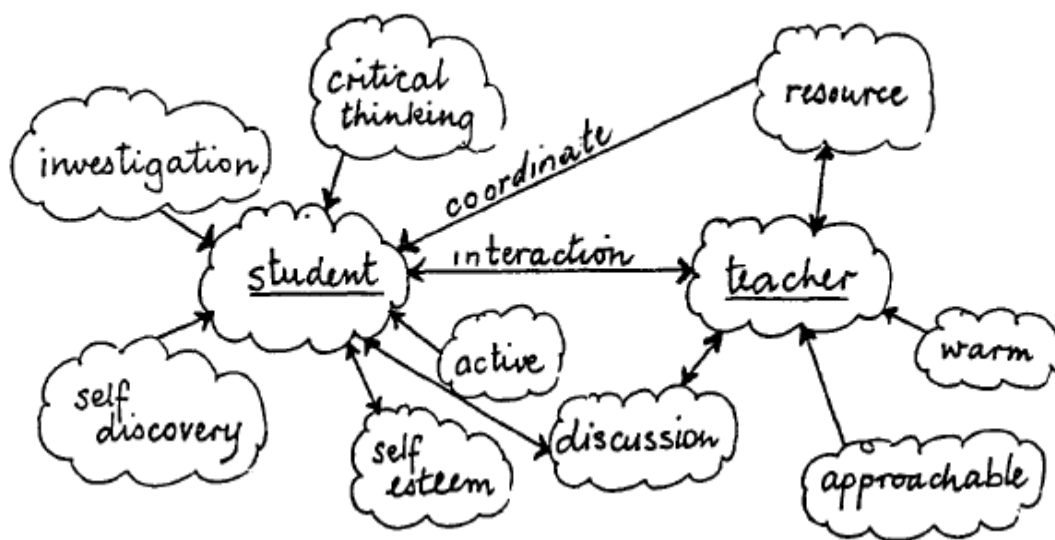 critical
thinking
resource
investigation
coordinate
student
interaction
teacher
active
warm
self
discovery
self
esteem
discussion
approachable